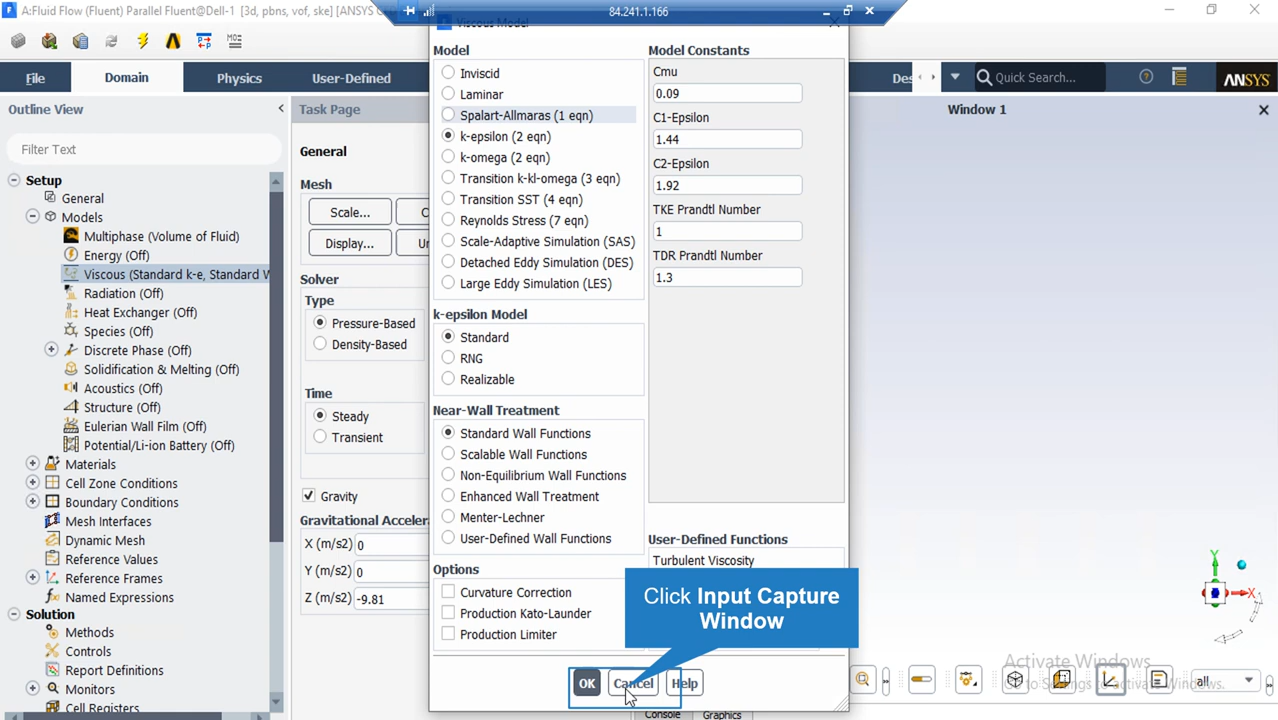 A:Fluid Flow (Fluent) Parallel Fluent@Dell-1 [3d, pbns, vof, ske] [ANSYS
84.241.1.166
Viscous Model
File
Domain
Physics
User-Defined
Quick Search...
ANSYS
Outline View
Task Page
Window 1
Filter Text
Setup
General
Models
Multiphase (Volume of Fluid)
Energy (Off)
Viscous (Standard k-e, Standard W
Radiation (Off)
Heat Exchanger (Off)
Species (Off)
Discrete Phase (Off)
Solidification & Melting (Off)
Acoustics (Off)
Structure (Off)
Eulerian Wall Film (Off)
Potential/Li-ion Battery (Off)
Materials
Cell Zone Conditions
Boundary Conditions
Mesh Interfaces
Dynamic Mesh
Reference Values
Reference Frames
Named Expressions
Solution
Methods
Controls
Report Definitions
Monitors
Cell Registers
General
Mesh
Scale...
Display...
Solver
Type
Pressure-Based
Density-Based
Time
Steady
Transient
Gravity
Gravitational Accelera
X (m/s2) 0
Y (m/s2) 0
Z (m/s2) -9.81
Model
Inviscid
Laminar
Spalart-Allmaras (1 eqn)
k-epsilon (2 eqn)
k-omega (2 eqn)
Transition k-kl-omega (3 eqn)
Transition SST (4 eqn)
Reynolds Stress (7 eqn)
Scale-Adaptive Simulation (SAS)
Detached Eddy Simulation (DES)
Large Eddy Simulation (LES)
k-epsilon Model
Standard
RNG
Realizable
Near-Wall Treatment
Standard Wall Functions
Scalable Wall Functions
Non-Equilibrium Wall Functions
Enhanced Wall Treatment
Menter-Lechner
User-Defined Wall Functions
Options
Curvature Correction
Production Kato-Launder
Production Limiter
Model Constants
Cmu
0.09
C1-Epsilon
1.44
C2-Epsilon
1.92
TKE Prandtl Number
1
TDR Prandtl Number
1.3
User-Defined Functions
Turbulent Viscosity
Click Input Capture
Window
OK
Cancel
Help
Console
Graphics
Y
X
Activate Windows
Go to Settings to activate Windows.
all